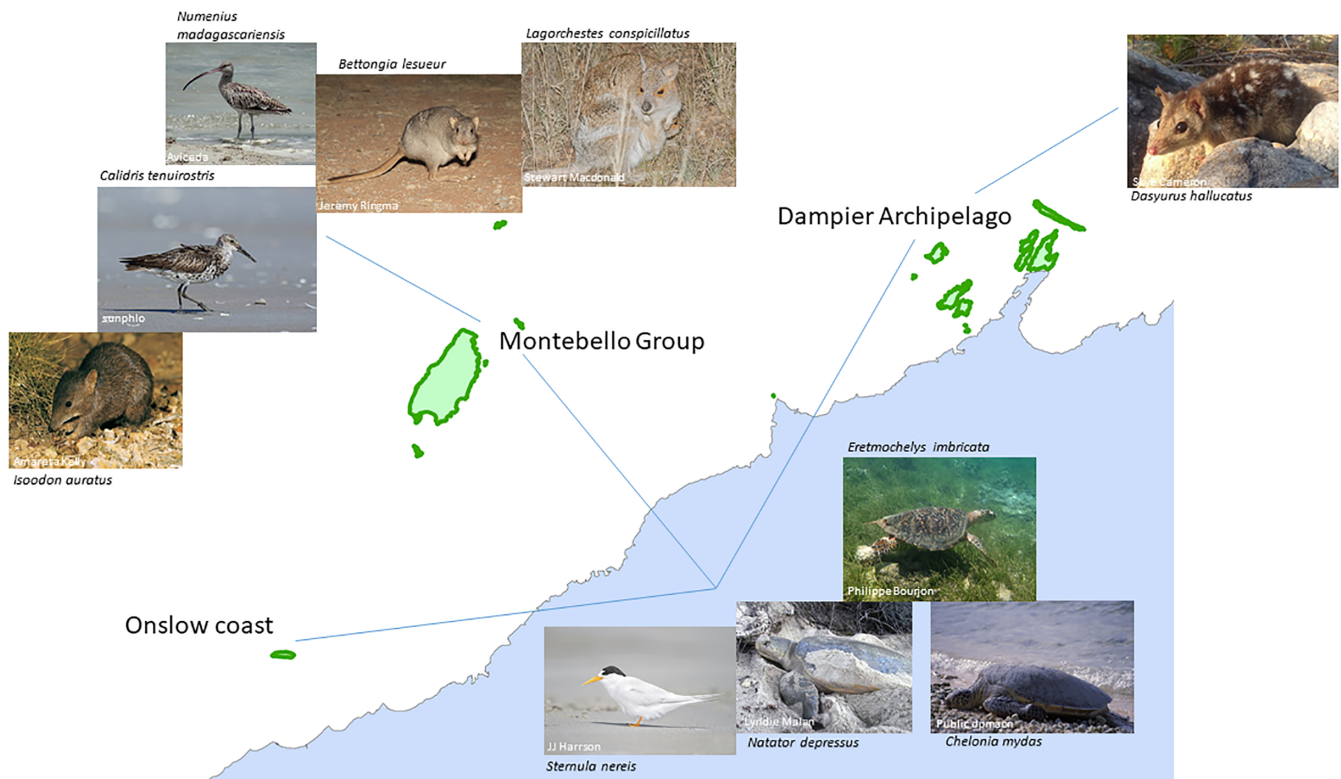 Numenius
madagascariensis
Bettongia lesueur
Lagorchestes conspicillatus
Aviceda
Calidris tenuirostris
Jeremy Ringma
Stewart Macdonald
Cameron
Dasyurus hallucatus
Dampier Archipelago
sunphlo
Montebello Group
Kelly
Isoodon auratus
Eretmochelys imbricata
Philippe Bourjon
Onslow coast
JJ Harrson
Sternula nereis
Lyndie Malan
Natator depressus
Public domain
Chelonia mydas